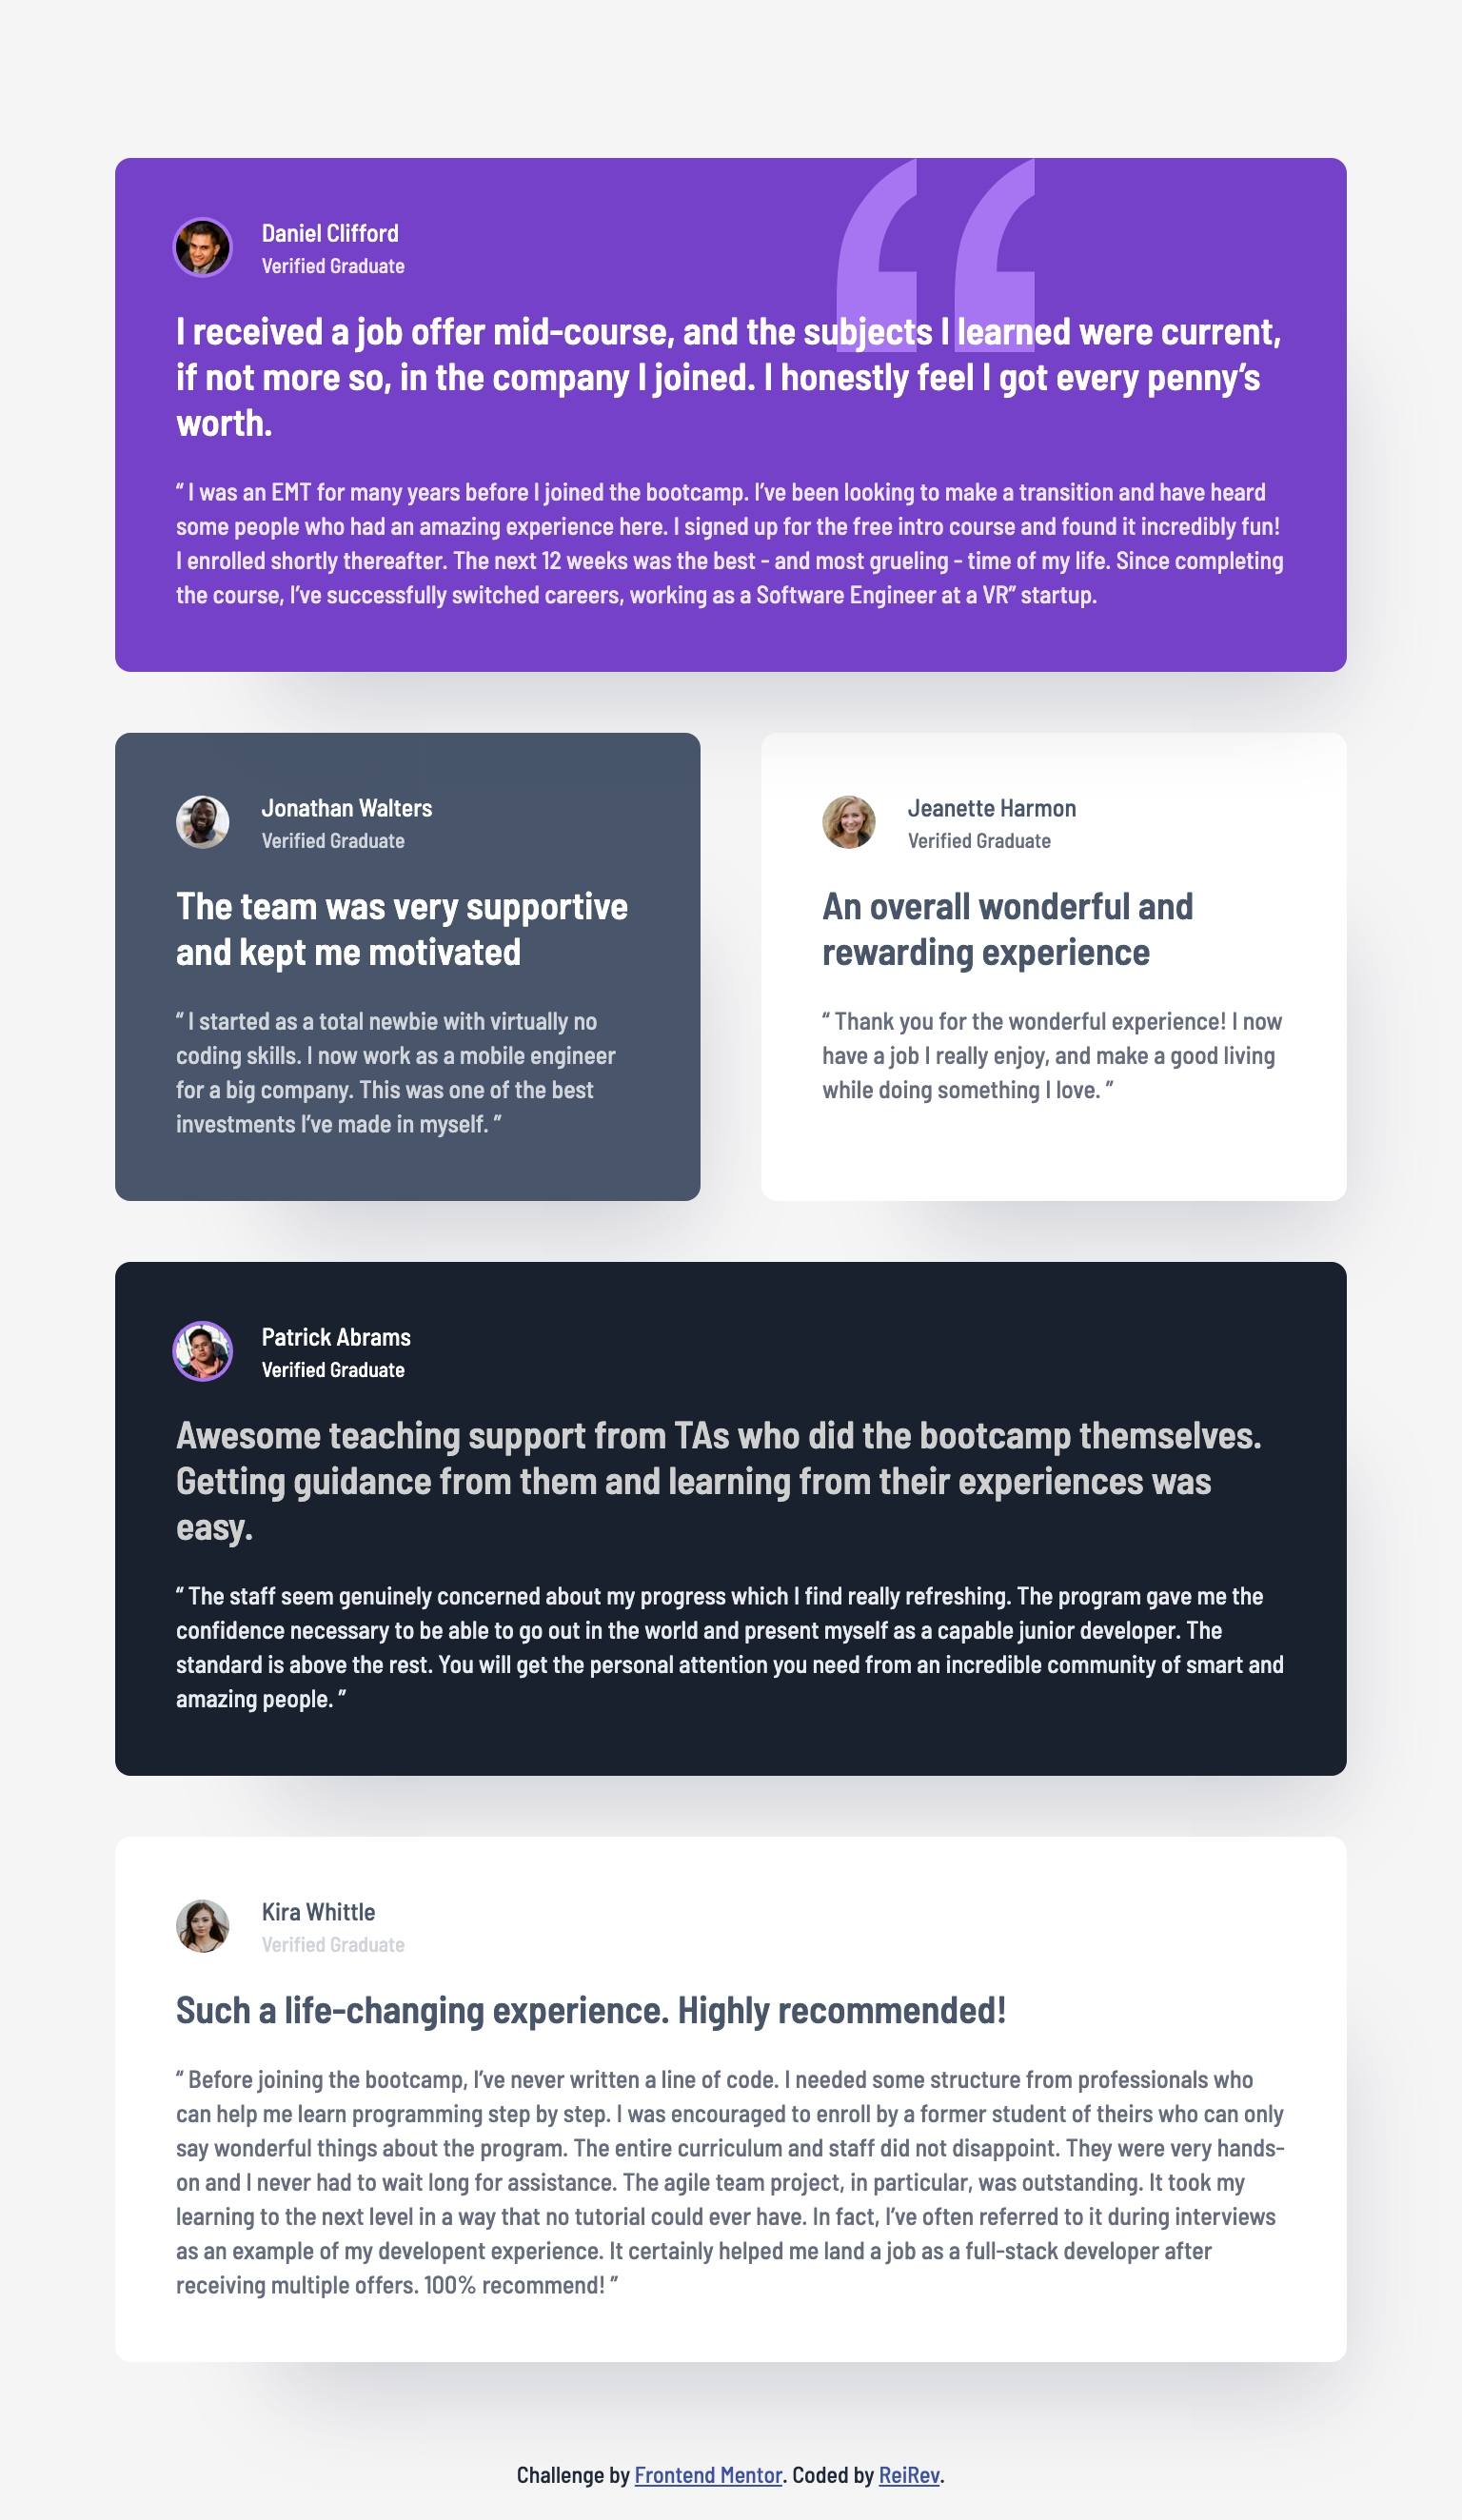 Daniel Clifford
Verified Graduate
I received a job offer mid-course, and the subjects I learned were current,
if not more so, in the company I joined. I honestly feel I got every penny’s
worth.
“ I was an EMT for many years before I joined the bootcamp. I’ve been looking to make a transition and have heard
some people who had an amazing experience here. I signed up for the free intro course and found it incredibly fun!
I enrolled shortly thereafter. The next 12 weeks was the best - and most grueling - time of my life. Since completing
the course, I’ve successfully switched careers, working as a Software Engineer at a VR” startup.
Jonathan Walters
Verified Graduate
The team was very supportive
and kept me motivated
“ I started as a total newbie with virtually no
coding skills. I now work as a mobile engineer
for a big company. This was one of the best
investments I’ve made in myself. ”
Jeanette Harmon
Verified Graduate
An overall wonderful and
rewarding experience
“ Thank you for the wonderful experience! I now
have a job I really enjoy, and make a good living
while doing something I love. ”
Patrick Abrams
Verified Graduate
Awesome teaching support from TAs who did the bootcamp themselves.
Getting guidance from them and learning from their experiences was
easy.
“ The staff seem genuinely concerned about my progress which I find really refreshing. The program gave me the
confidence necessary to be able to go out in the world and present myself as a capable junior developer. The
standard is above the rest. You will get the personal attention you need from an incredible community of smart and
amazing people. ”
Kira Whittle
Verified Graduate
Such a life-changing experience. Highly recommended!
“ Before joining the bootcamp, I’ve never written a line of code. I needed some structure from professionals who
can help me learn programming step by step. I was encouraged to enroll by a former student of theirs who can only
say wonderful things about the program. The entire curriculum and staff did not disappoint. They were very hands-
on and I never had to wait long for assistance. The agile team project, in particular, was outstanding. It took my
learning to the next level in a way that no tutorial could ever have. In fact, I’ve often referred to it during interviews
as an example of my developent experience. It certainly helped me land a job as a full-stack developer after
receiving multiple offers. 100% recommend! ”
Challenge by Frontend Mentor. Coded by ReiRev.